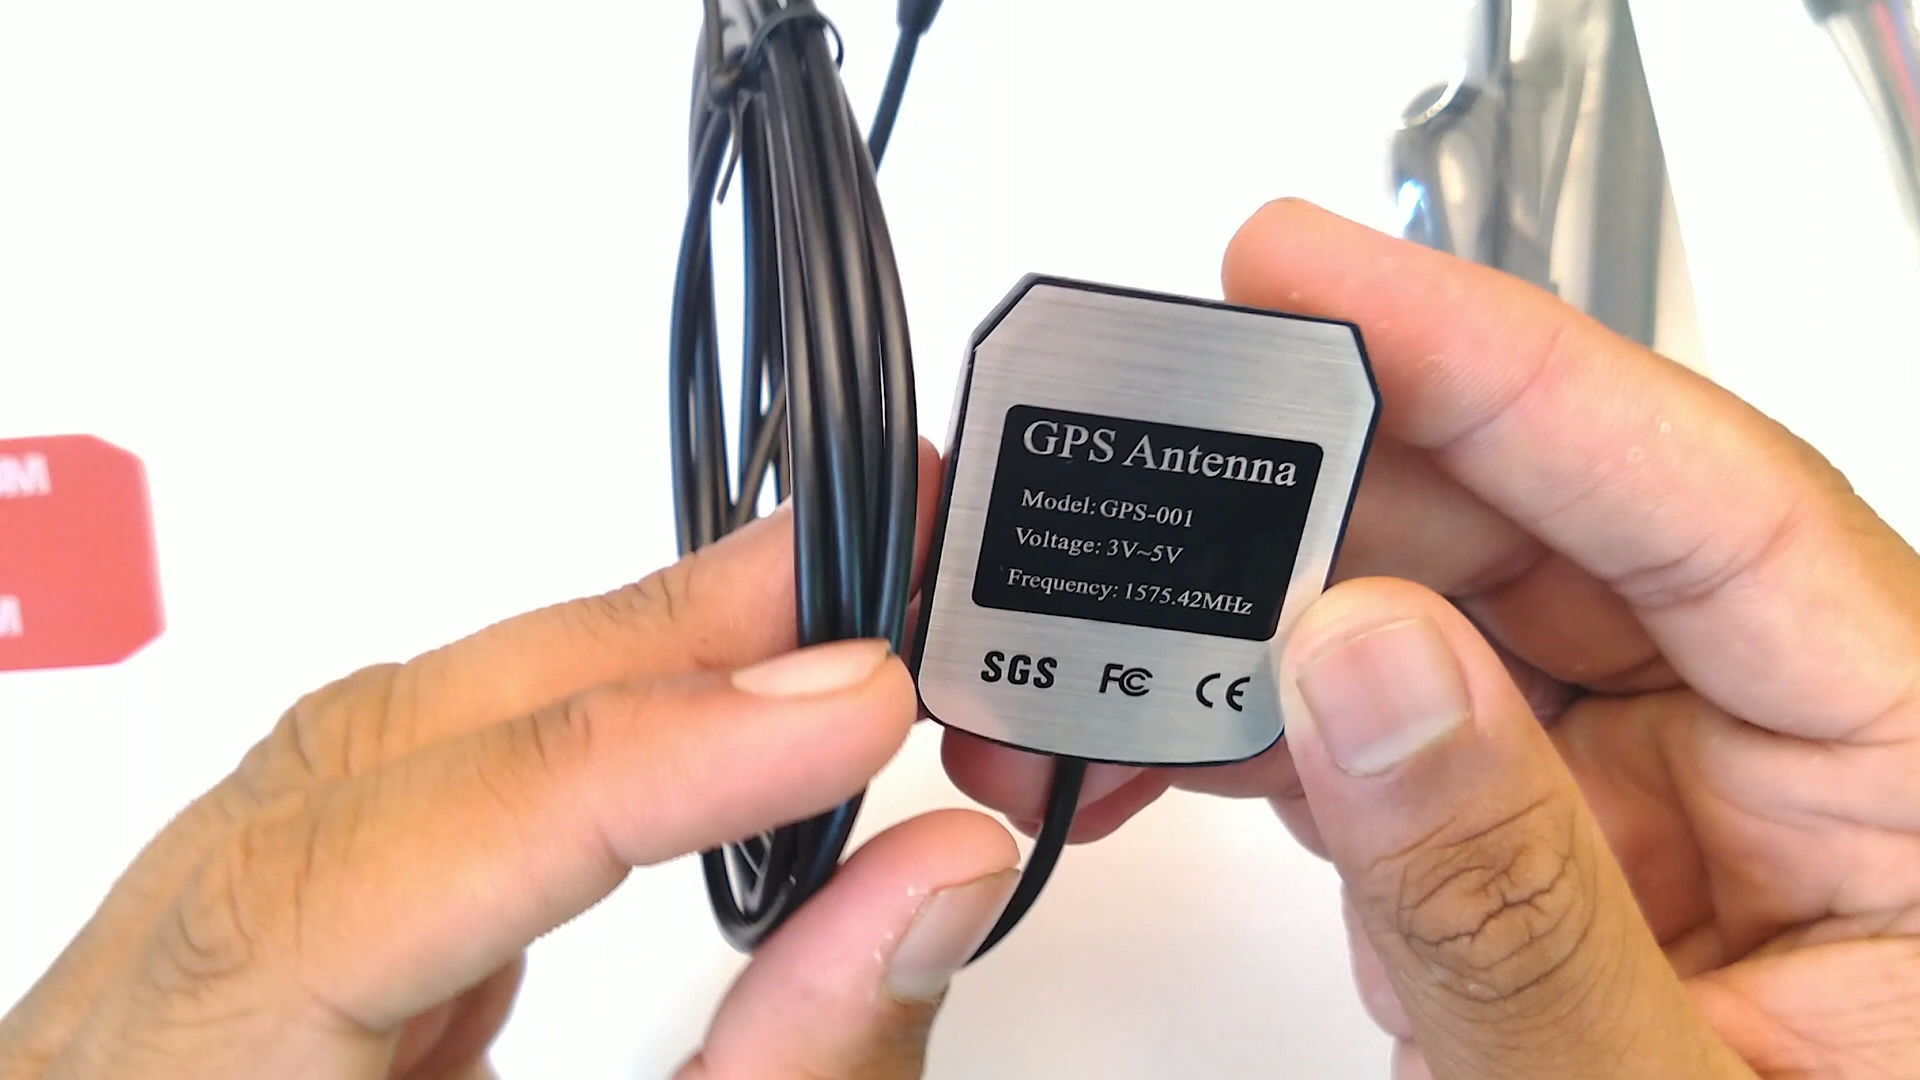 GPS Antenna
Model: GPS-001
Voltage: 3V~5V
Frequency: 1575.42MHz
SGS FC CE